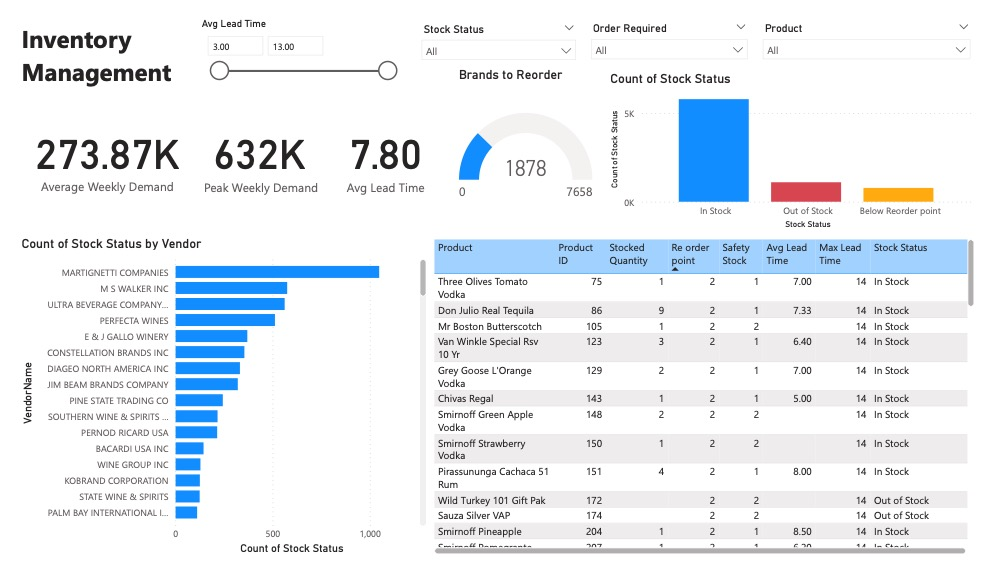 Inventory
Management
Avg Lead Time
3.00 13.00
Stock Status
All
Order Required
All
Product
All
273.87K
Average Weekly Demand
632K
Peak Weekly Demand
7.80
Avg Lead Time
Brands to Reorder
1878
0 7658
Count of Stock Status
Count of Stock Status
5K
0K
In Stock Out of Stock Below Reorder point
Stock Status
Count of Stock Status by Vendor
VendorName
MARTIGNETTI COMPANIES
M S WALKER INC
ULTRA BEVERAGE COMPANY...
PERFECTA WINES
E & J GALLO WINERY
CONSTELLATION BRANDS INC
DIAGEO NORTH AMERICA INC
JIM BEAM BRANDS COMPANY
PINE STATE TRADING CO
SOUTHERN WINE & SPIRITS ...
PERNOD RICARD USA
BACARDI USA INC
WINE GROUP INC
KOBRAND CORPORATION
STATE WINE & SPIRITS
PALM BAY INTERNATIONAL I...
0 500 1,000
Count of Stock Status
Product Product Stocked Re order Safety Avg Lead Max Lead Stock Status
ID Quantity point Stock Time Time
Three Olives Tomato 75 1 2 1 7.00 14 In Stock
Vodka
Don Julio Real Tequila 86 9 2 1 7.33 14 In Stock
Mr Boston Butterscotch 105 1 2 2 14 In Stock
Van Winkle Special Rsv 123 3 2 1 6.40 14 In Stock
10 Yr
Grey Goose L'Orange 129 2 2 1 7.00 14 In Stock
Vodka
Chivas Regal 143 1 2 1 5.00 14 In Stock
Smirnoff Green Apple 148 2 2 2 14 In Stock
Vodka
Smirnoff Strawberry 150 1 2 2 14 In Stock
Vodka
Pirassununga Cachaca 51 151 4 2 1 8.00 14 In Stock
Rum
Wild Turkey 101 Gift Pak 172 2 2 14 Out of Stock
Sauza Silver VAP 174 2 2 14 Out of Stock
Smirnoff Pineapple 204 1 2 1 8.50 14 In Stock